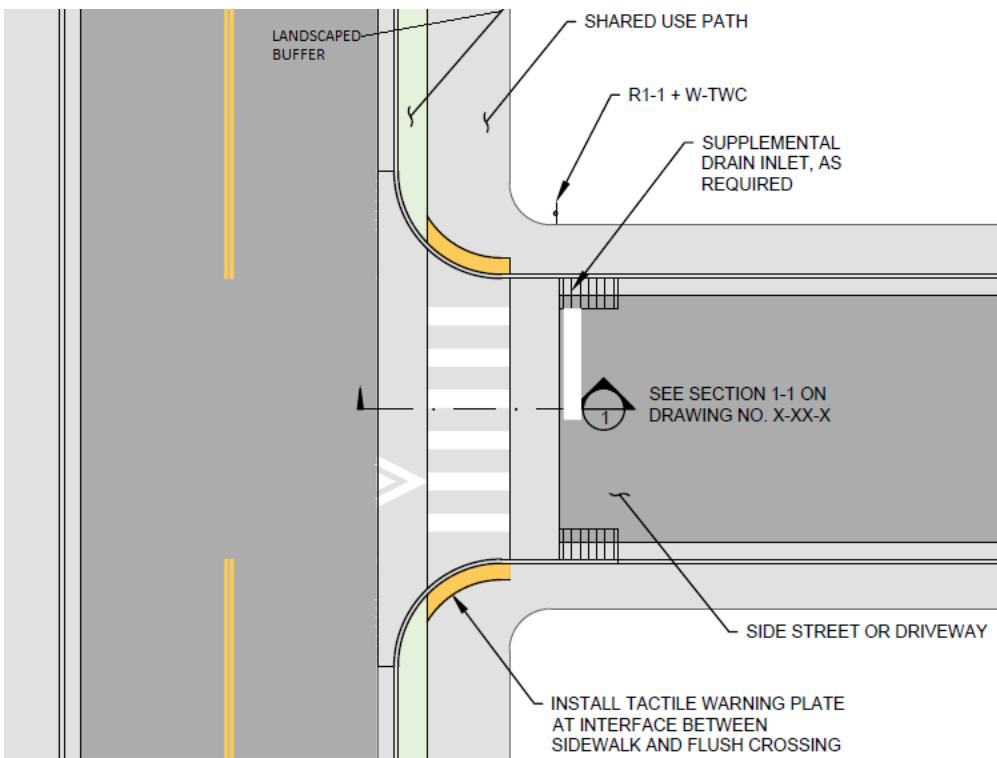 LANDSCAPED
BUFFER
SHARED USE PATH
R1-1 + W-TWC
SUPPLEMENTAL
DRAIN INLET, AS
REQUIRED
SEE SECTION 1-1 ON
DRAWING NO. X-XX-X
1
SIDE STREET OR DRIVEWAY
INSTALL TACTILE WARNING PLATE
AT INTERFACE BETWEEN
SIDEWALK AND FLUSH CROSSING